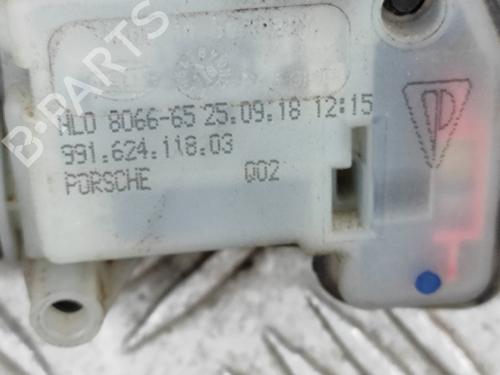 B-PARTS
HLO 8066-65 25.09.18 12:15
991.624.118.03
PORSCHE Q02